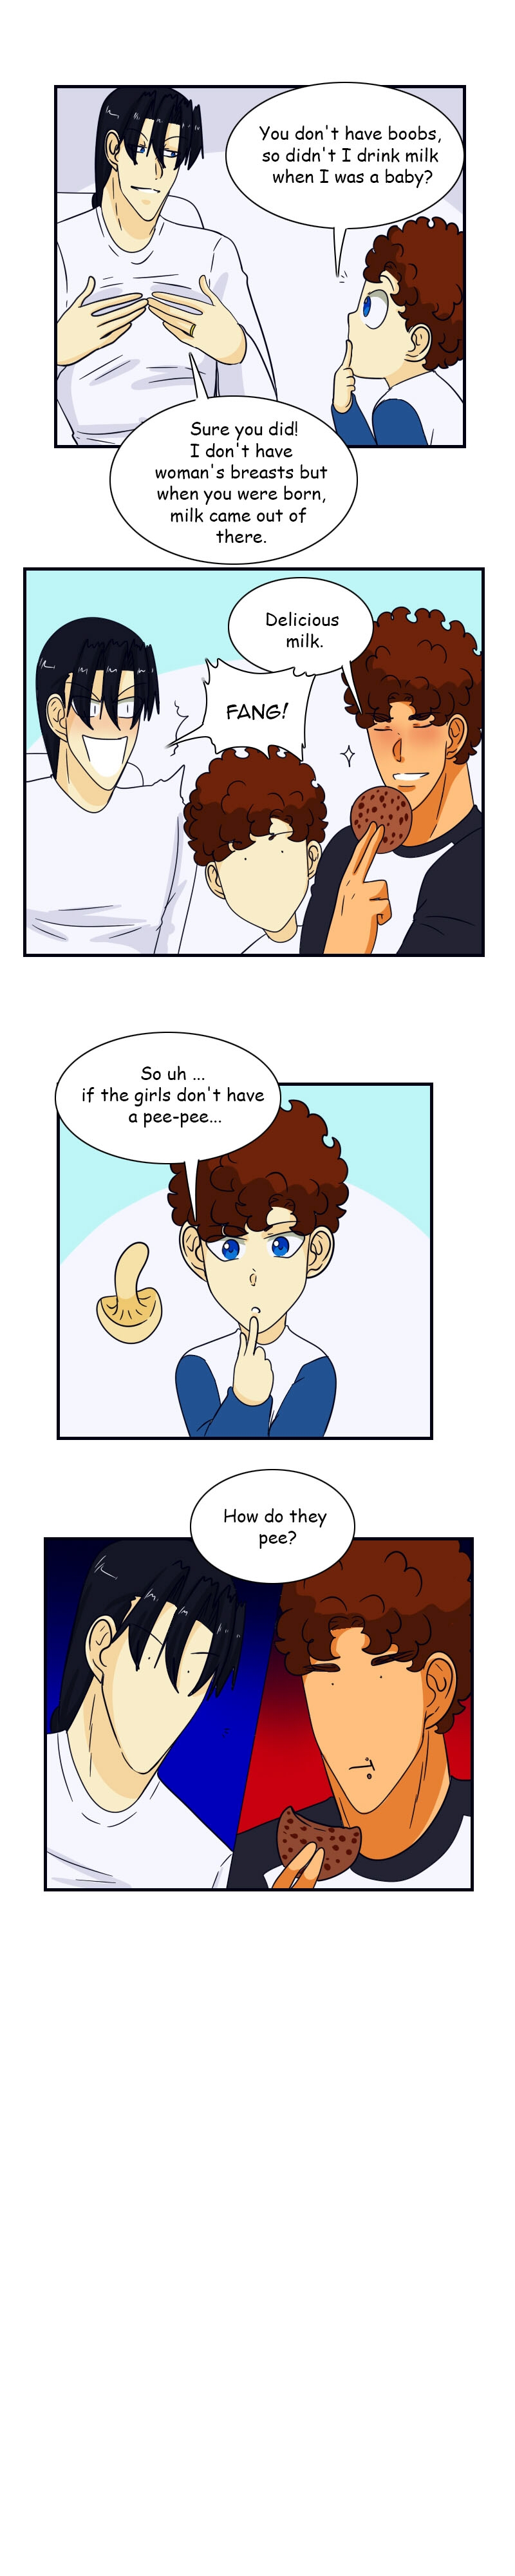 You don't have boobs,
so didn't I drink milk
when I was a baby?
Sure you did!
I don't have
woman's breasts but
when you were born,
milk came out of
there.
Delicious
milk.
FANG!
So uh ...
if the girls don't have
a pee-pee...
How do they
pee?